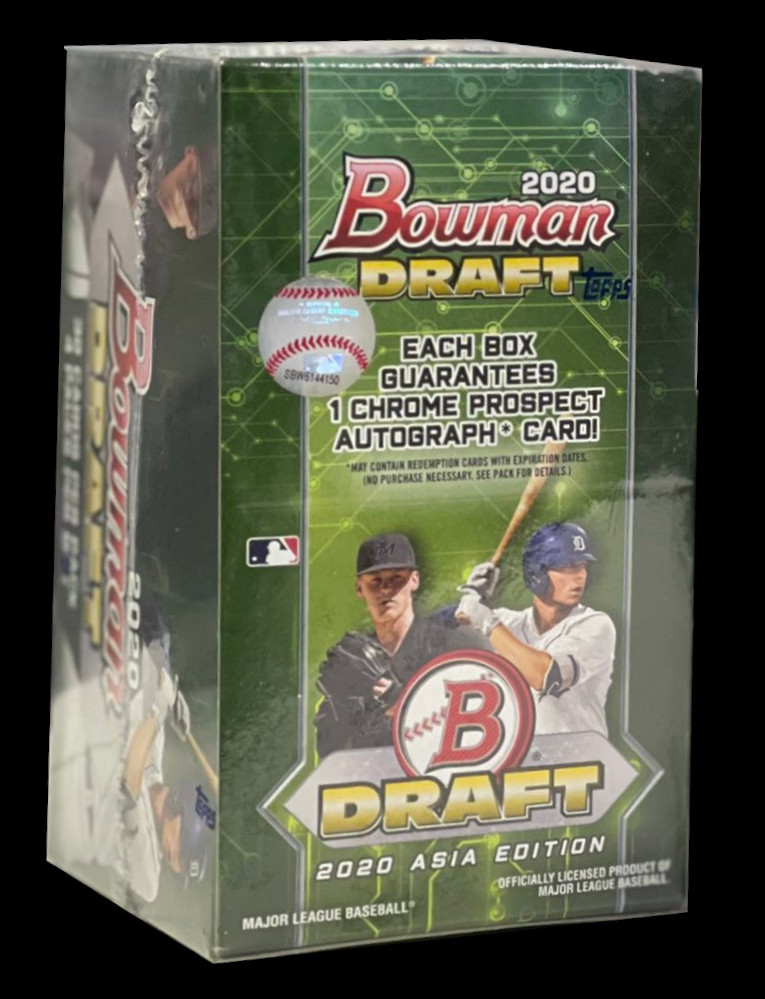 2020
Bowman
DRAFT
Topps
SBW6144150
EACH BOX
GUARANTEES
1 CHROME PROSPECT
AUTOGRAPH* CARD!
*MAY CONTAIN REDEMPTION CARDS WITH EXPIRATION DATES.
(NO PURCHASE NECESSARY. SEE PACK FOR DETAILS.)
M
D
B
®
DRAFT
2020 ASIA EDITION
OFFICIALLY LICENSED PRODUCT OF
MAJOR LEAGUE BASEBALL.
MAJOR LEAGUE BASEBALL®
2020
Bowman
DRAFT
Topps